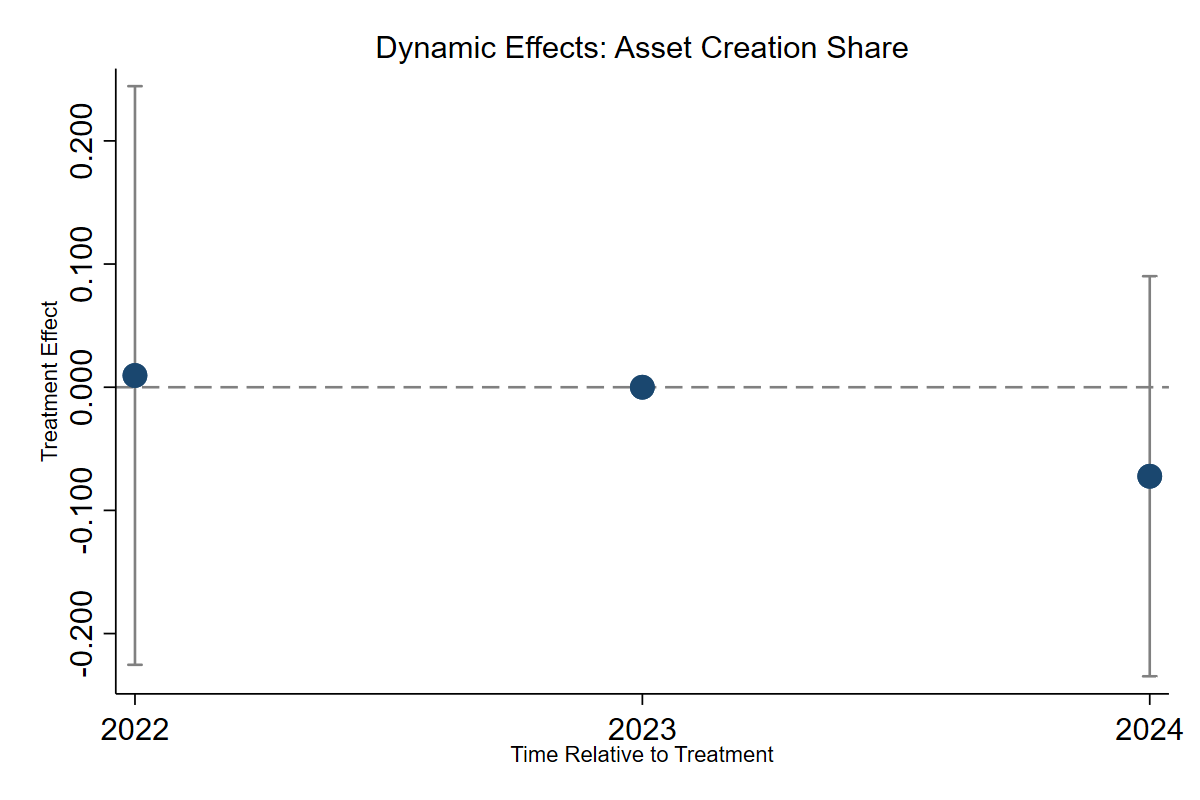 Dynamic Effects: Asset Creation Share
Treatment Effect
0.200
0.100
0.000
-0.100
-0.200
2022
2023
2024
Time Relative to Treatment